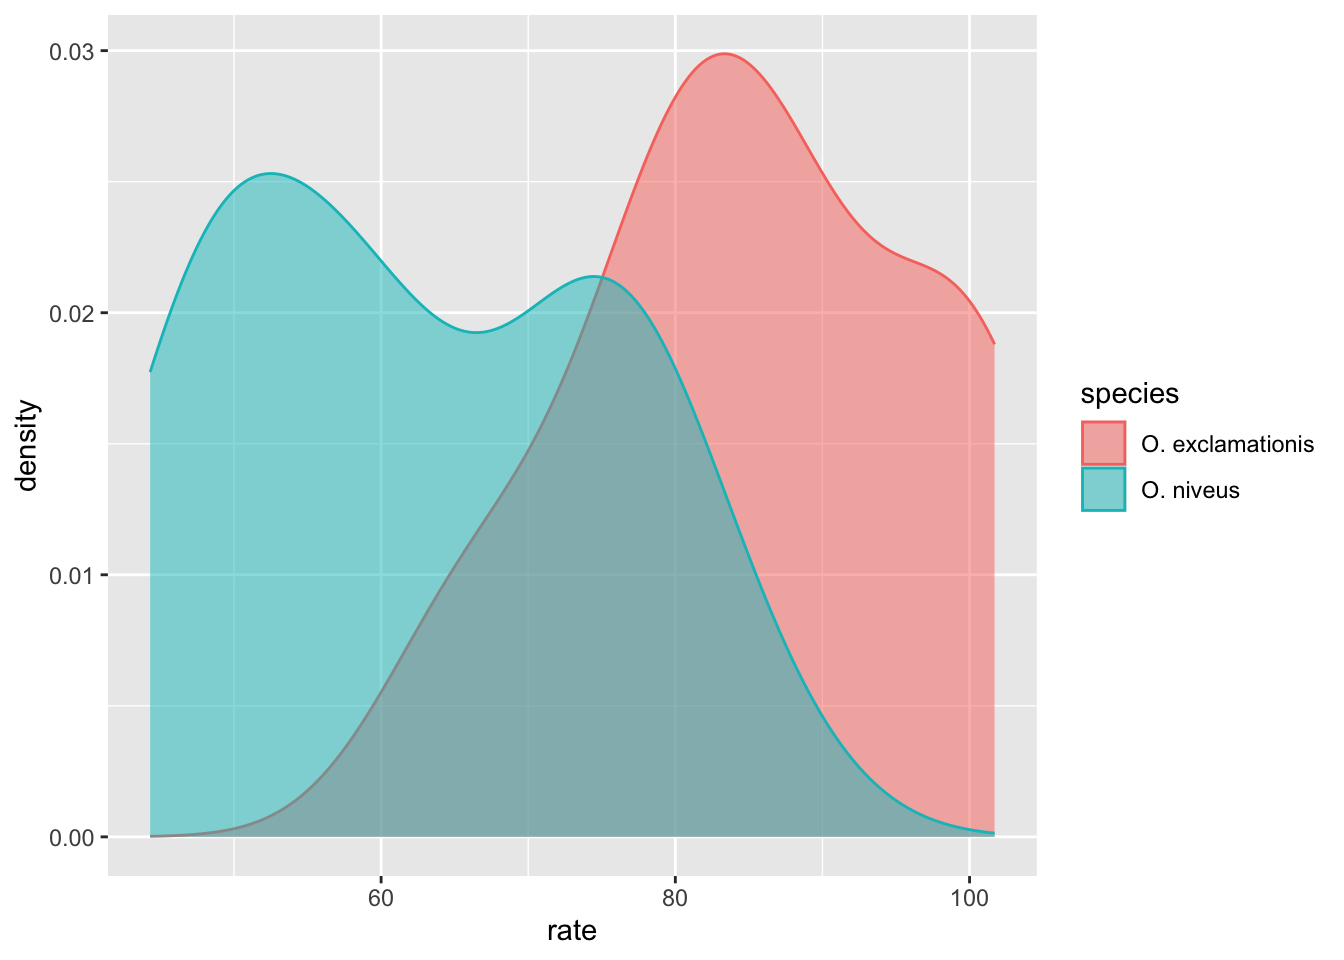 0.03
0.02
0.01
0.00
density
60
80
100
rate
species
O. exclamationis
O. niveus